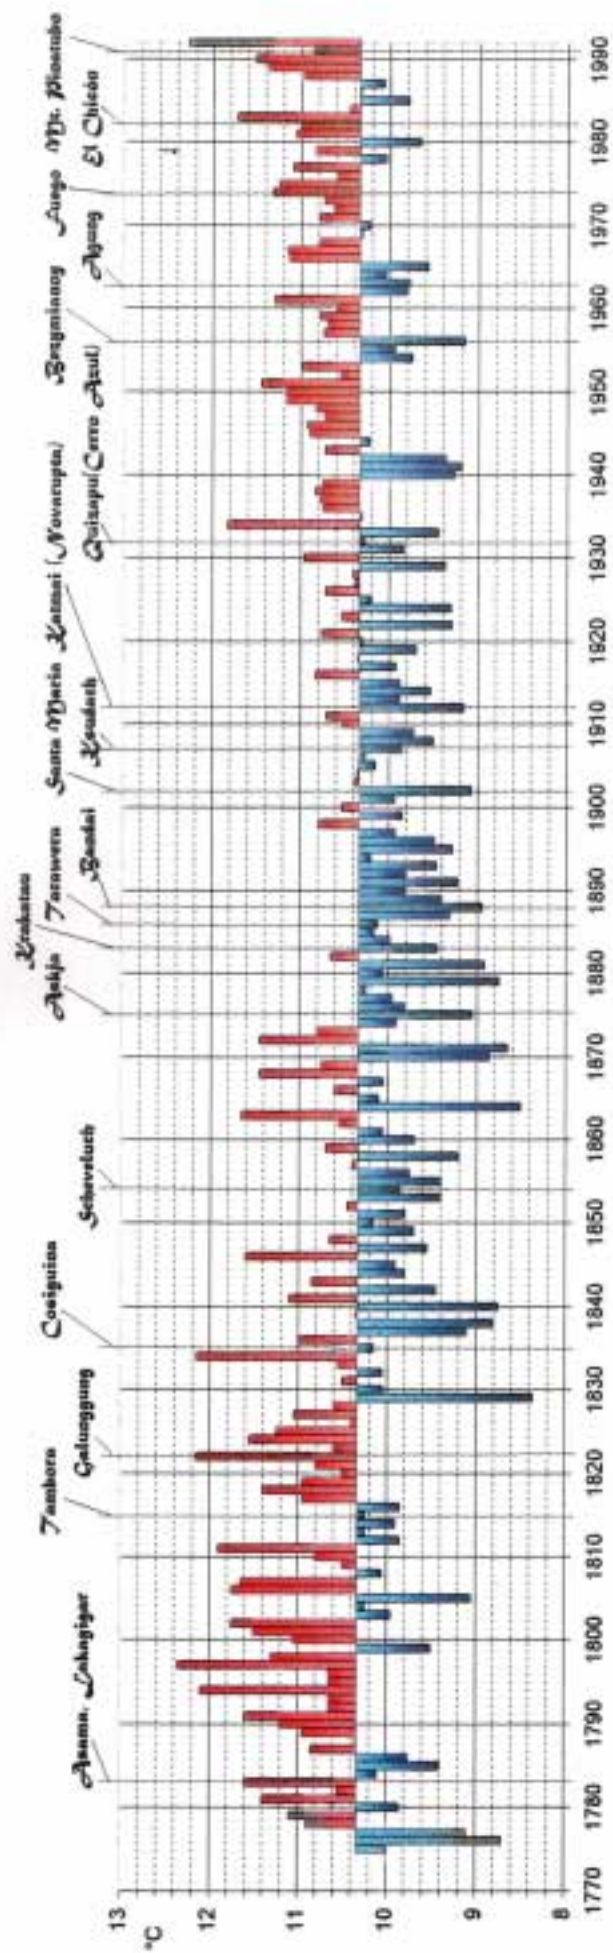 Asama, Lakagigar
Tambora
Galunggung
Cosiguina
Scheveluch
Askja
Krakatau
Tarawera
Bandai
Santa Maria
Ksudach
Katmai (Novarupta)
Quizapu(Cerro Azul)
Bezymianny
Agung
Fuego
El Chicón
Mt. Pinatubo
13
°C
12
11
10
9
8
1770
1780
1790
1800
1810
1820
1830
1840
1850
1860
1870
1880
1890
1900
1910
1920
1930
1940
1950
1960
1970
1980
1990